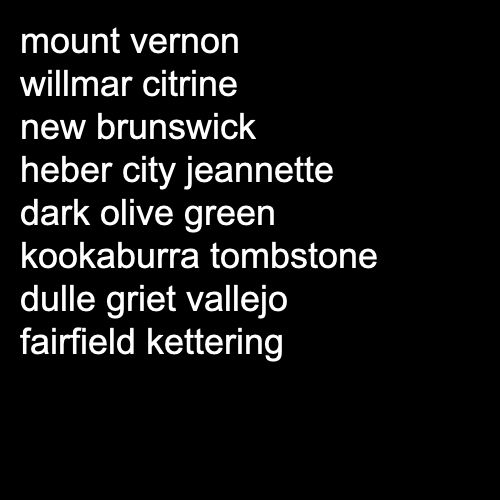 mount vernon
willmar citrine
new brunswick
heber city jeannette
dark olive green
kookaburra tombstone
dulle griet vallejo
fairfield kettering